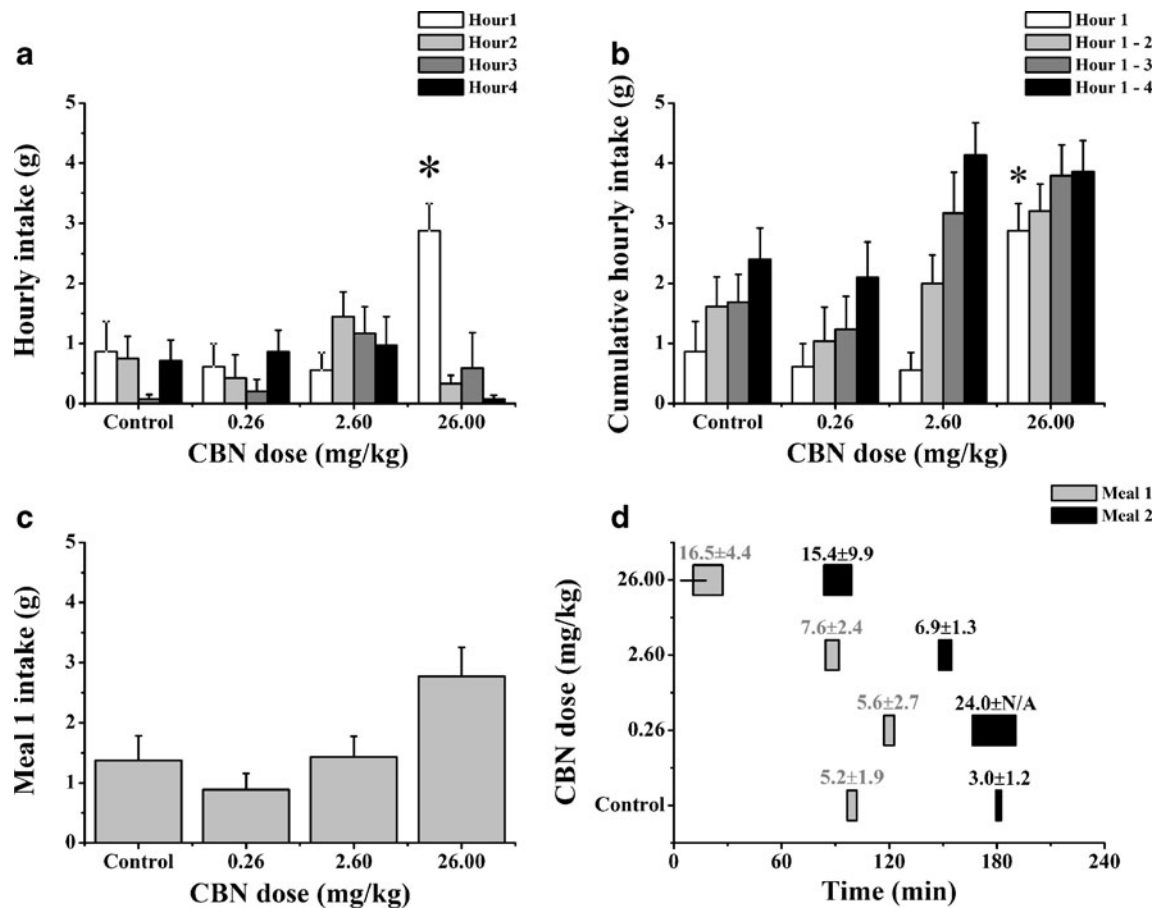 a
Hour1
Hour2
Hour3
Hour4
Hourly intake (g)
5
4
3
2
1
0
*
Control 0.26 2.60 26.00
CBN dose (mg/kg)
b
Hour 1
Hour 1 - 2
Hour 1 - 3
Hour 1 - 4
Cumulative hourly intake (g)
5
4
3
2
1
0
*
Control 0.26 2.60 26.00
CBN dose (mg/kg)
c
Meal 1 intake (g)
5
4
3
2
1
0
Control 0.26 2.60 26.00
CBN dose (mg/kg)
d
Meal 1
Meal 2
CBN dose (mg/kg)
16.5±4.4 15.4±9.9
26.00
7.6±2.4 6.9±1.3
2.60
5.6±2.7 24.0±N/A
0.26
5.2±1.9 3.0±1.2
Control
0 60 120 180 240
Time (min)